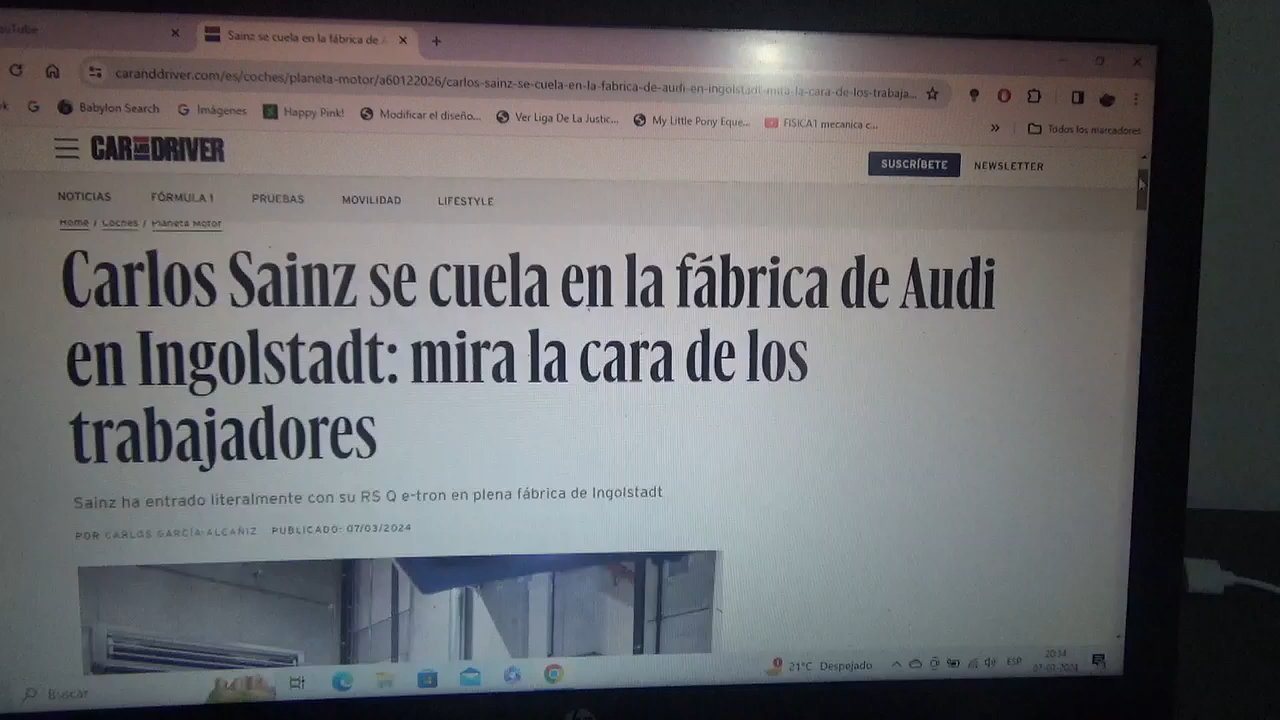 YouTube
Sainz se cuela en la fábrica de
caranddriver.com/es/coches/planeta-motor/a60122026/carlos-sainz-se-cuela-en-la-fabrica-de-audi-en-ingolstadt-mira-la-cara-de-los-trabaja...
Babylon Search
Imágenes
Happy Pink!
Modificar el diseño...
Ver Liga De La Justic...
My Little Pony Eque...
FISICA1 mecanica c...
»
Todos los marcadores
CAR AND DRIVER
SUSCRÍBETE
NEWSLETTER
NOTICIAS
FÓRMULA 1
PRUEBAS
MOVILIDAD
LIFESTYLE
Home / Coches / Planeta Motor
Carlos Sainz se cuela en la fábrica de Audi
en Ingolstadt: mira la cara de los
trabajadores
Sainz ha entrado literalmente con su RS Q e-tron en plena fábrica de Ingolstadt
POR CARLOS GARCÍA-ALCAÑIZ PUBLICADO: 07/03/2024
Buscar
21°C Despejado
ESP
20:34